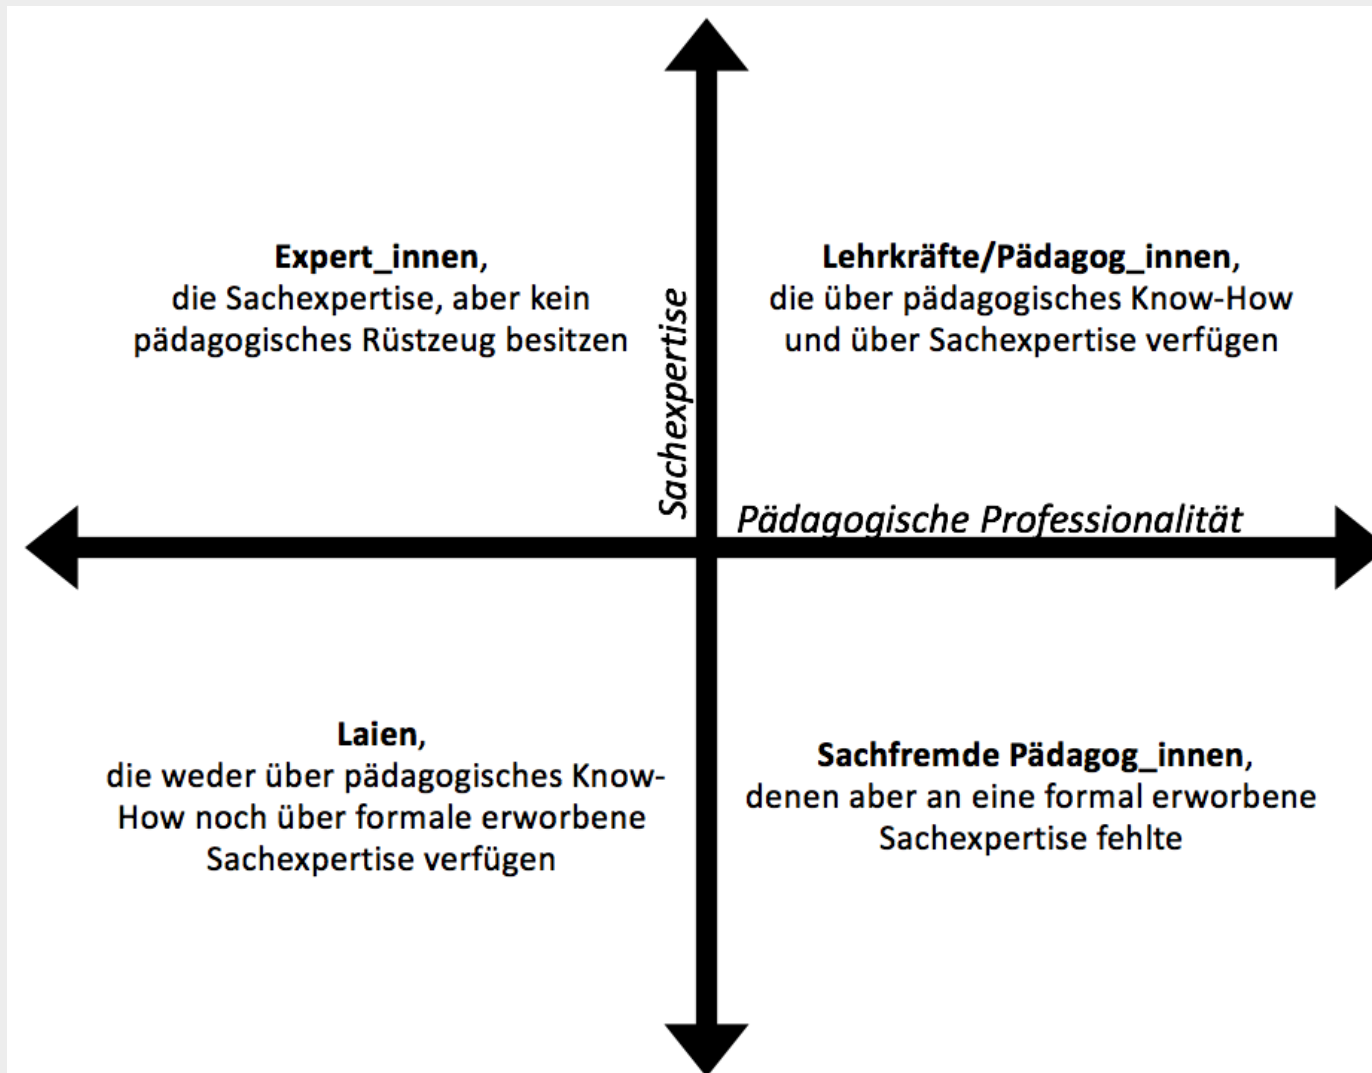 Expert_innen,
die Sachexpertise, aber kein
pädagogisches Rüstzeug besitzen
Lehrkräfte/Pädagog_innen,
die über pädagogisches Know-How
und über Sachexpertise verfügen
Sachexpertise
Pädagogische Professionalität
Laien,
die weder über pädagogisches Know-
How noch über formale erworbene
Sachexpertise verfügen
Sachfremde Pädagog_innen,
denen aber an eine formal erworbene
Sachexpertise fehlte